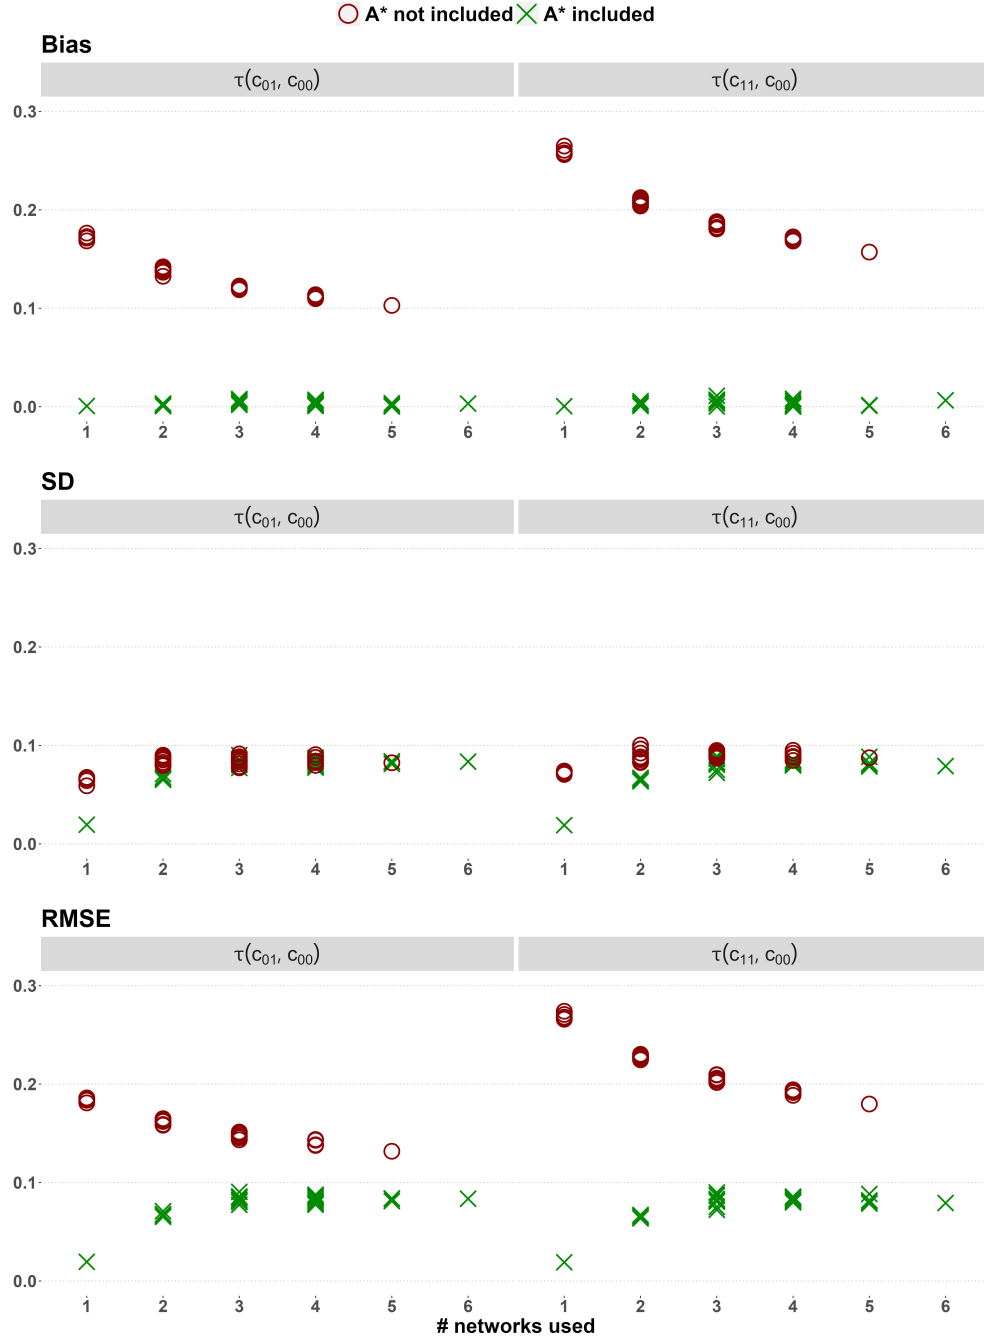 A* not included A* included
Bias
τ(c01, c00) τ(c11, c00)
0.3
0.2
0.1
0.0
1 2 3 4 5 6 1 2 3 4 5 6
SD
τ(c01, c00) τ(c11, c00)
0.3
0.2
0.1
0.0
1 2 3 4 5 6 1 2 3 4 5 6
RMSE
τ(c01, c00) τ(c11, c00)
0.3
0.2
0.1
0.0
1 2 3 4 5 6 1 2 3 4 5 6
# networks used